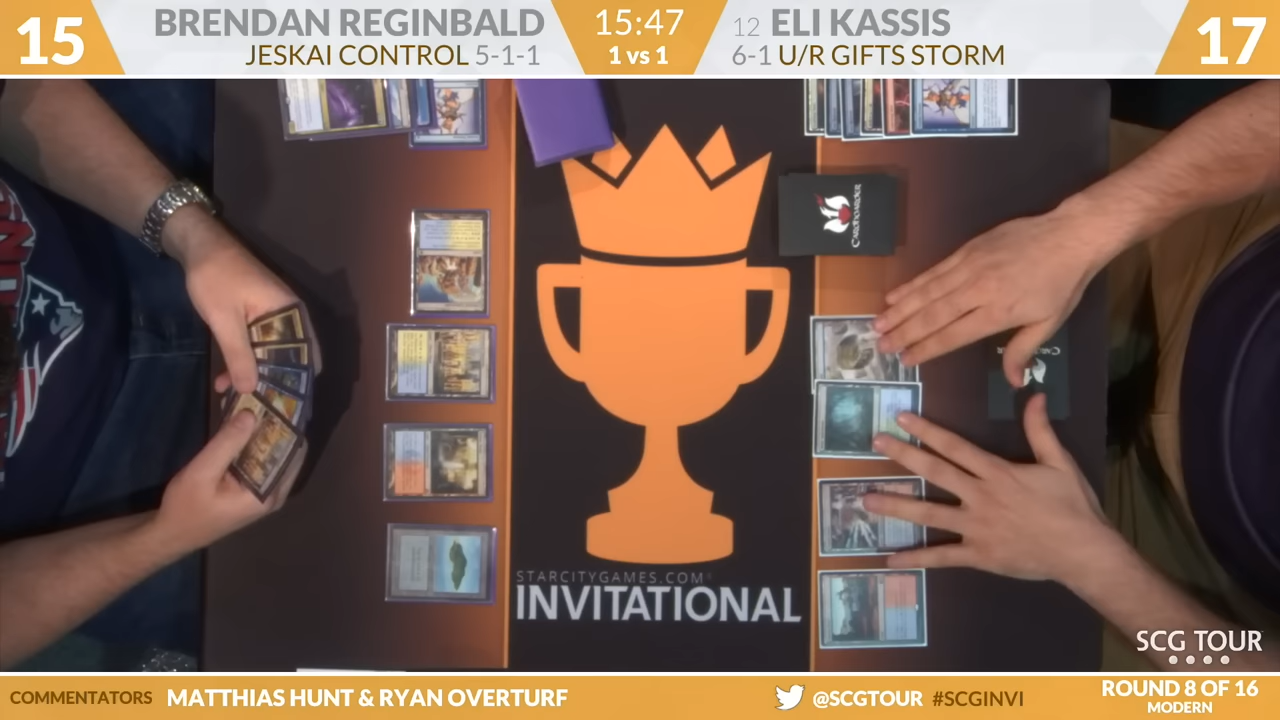 15
BRENDAN REGINBALD
JESKAI CONTROL 5-1-1
15:47
1 vs 1
12 ELI KASSIS
6-1 U/R GIFTS STORM
17
CARDHOARDER
STARCITYGAMES.COM
INVITATIONAL
SCG TOUR
COMMENTATORS MATTHIAS HUNT & RYAN OVERTURF
@SCGTOUR #SCGINVI
ROUND 8 OF 16
MODERN